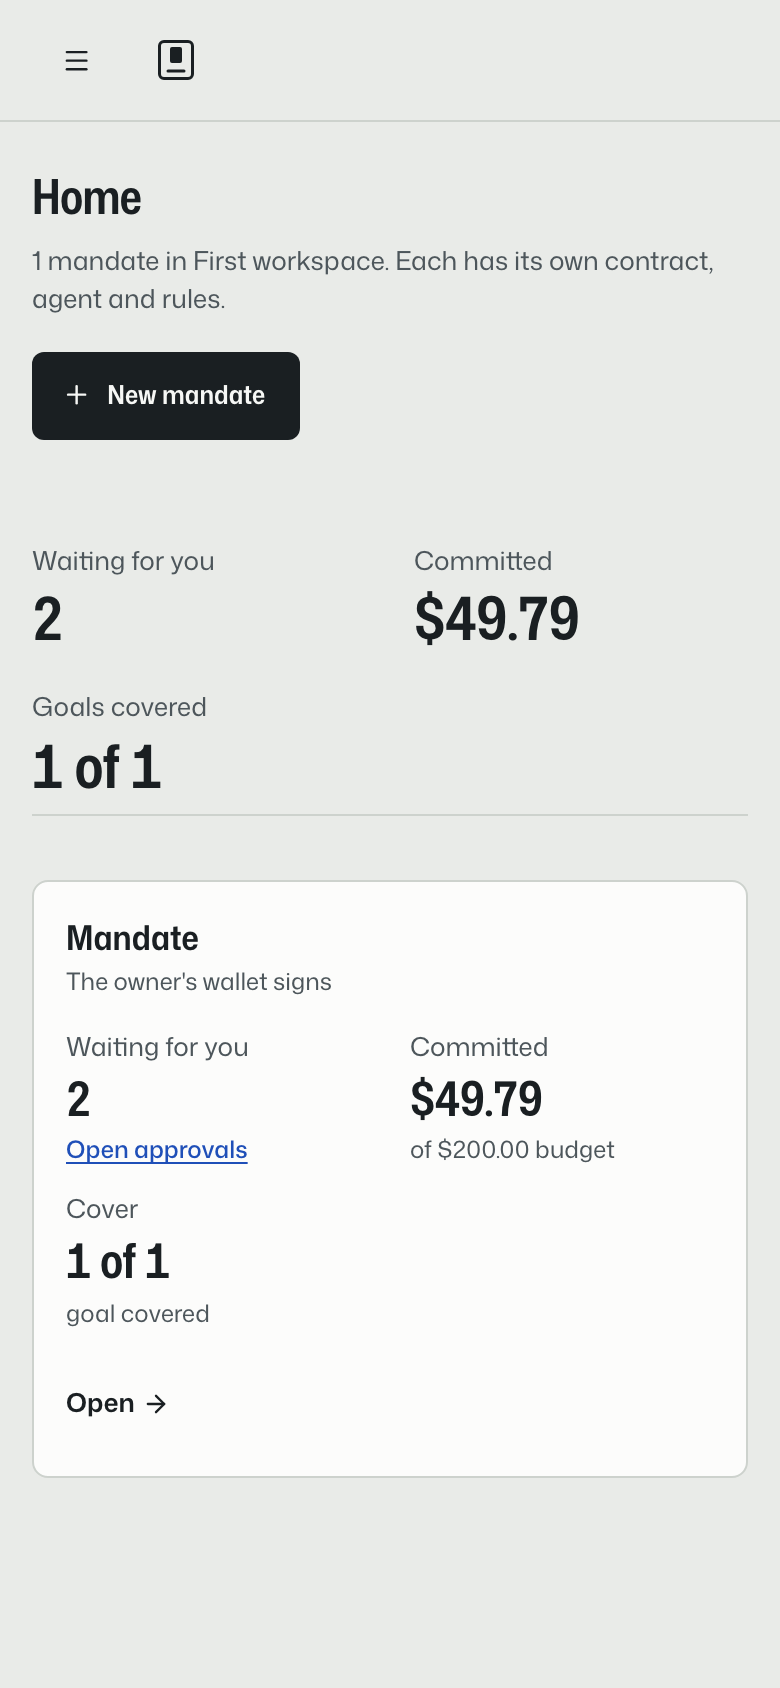 Home
1 mandate in First workspace. Each has its own contract,
agent and rules.
New mandate
Waiting for you
2
Committed
$49.79
Goals covered
1 of 1
Mandate
The owner's wallet signs
Waiting for you
2
Open approvals
Committed
$49.79
of $200.00 budget
Cover
1 of 1
goal covered
Open